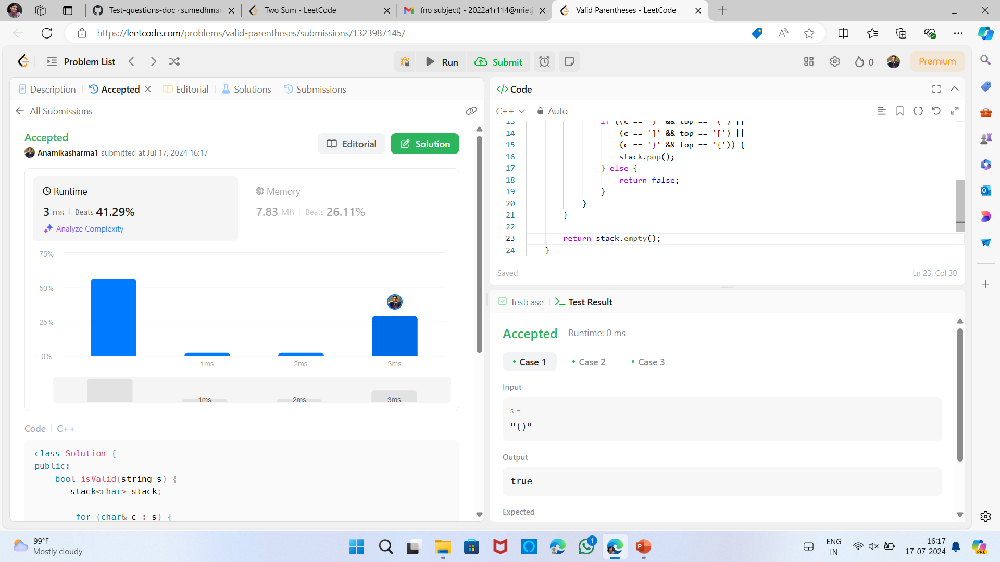 Test-questions-doc · sumedhmar
Two Sum - LeetCode
(no subject) - 2022a1r114@mietj
Valid Parentheses - LeetCode
https://leetcode.com/problems/valid-parentheses/submissions/1323987145/
Problem List
Run
Submit
0
Premium
Description
Accepted
Editorial
Solutions
Submissions
All Submissions
Accepted
Anamikasharma1 submitted at Jul 17, 2024 16:17
Editorial
Solution
Runtime
3 ms
Beats 41.29%
Analyze Complexity
Memory
7.83 MB
Beats 26.11%
75%
50%
25%
0%
1ms 2ms 3ms
1ms 2ms 3ms
Code
C++
class Solution {
public:
bool isValid(string s) {
stack<char> stack;
for (char& c : s) {
</> Code
C++
Auto
13 if ((c == ')' && top == '(') ||
14 (c == ']' && top == '[') ||
15 (c == '}' && top == '{')) {
16 stack.pop();
17 } else {
18 return false;
19 }
20 }
21 }
22
23 return stack.empty();
24 }
Saved
Ln 23, Col 30
Testcase
Test Result
Accepted
Runtime: 0 ms
Case 1
Case 2
Case 3
Input
s =
"()"
Output
true
Expected
99°F
Mostly cloudy
1
ENG
IN
16:17
17-07-2024
PRE